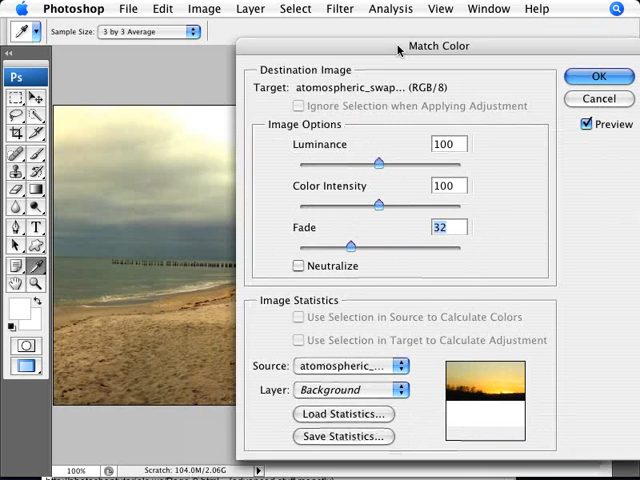 Photoshop File Edit Image Layer Select Filter Analysis View Window Help
Sample Size: 3 by 3 Average
Match Color
Ps
Destination Image
Target: atomospheric_swap... (RGB/8)
Ignore Selection when Applying Adjustment
Image Options
Luminance 100
Color Intensity 100
Fade 32
Neutralize
OK
Cancel
Preview
Image Statistics
Use Selection in Source to Calculate Colors
Use Selection in Target to Calculate Adjustment
Source: atomospheric_...
Layer: Background
Load Statistics...
Save Statistics...
100% Scratch: 104.0M/2.06G